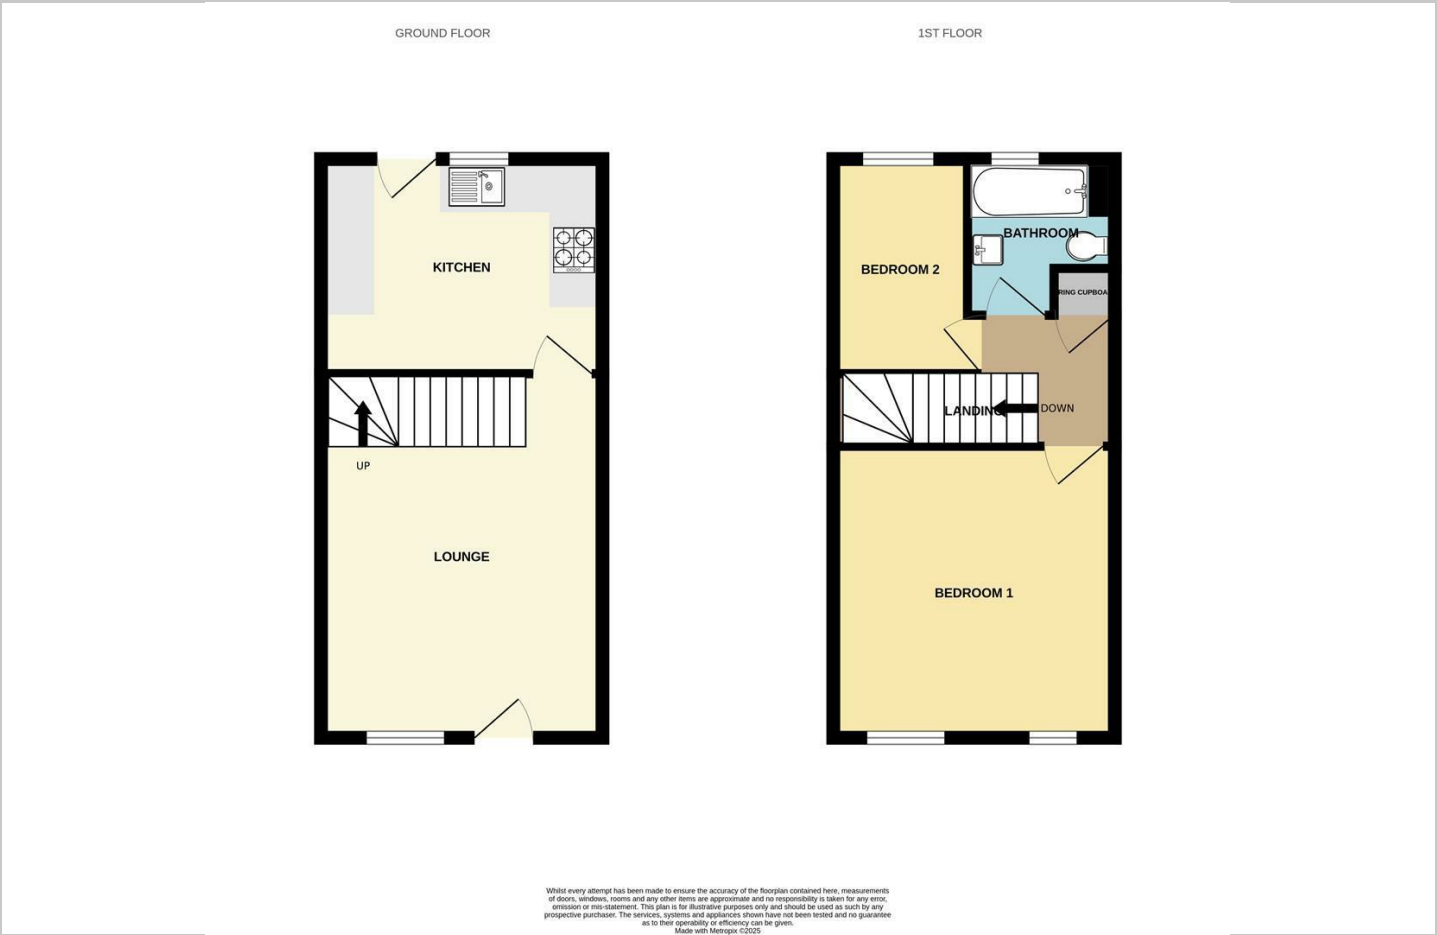 GROUND FLOOR
1ST FLOOR
KITCHEN
UP
LOUNGE
BEDROOM 2
BATHROOM
RING CUPBOA
LANDING
DOWN
BEDROOM 1
Whilst every attempt has been made to ensure the accuracy of the floorplan contained here, measurements
of doors, windows, rooms and any other items are approximate and no responsibility is taken for any error,
omission or mis-statement. This plan is for illustrative purposes only and should be used as such by any
prospective purchaser. The services, systems and appliances shown have not been tested and no guarantee
as to their operability or efficiency can be given.
Made with Metropix ©2025